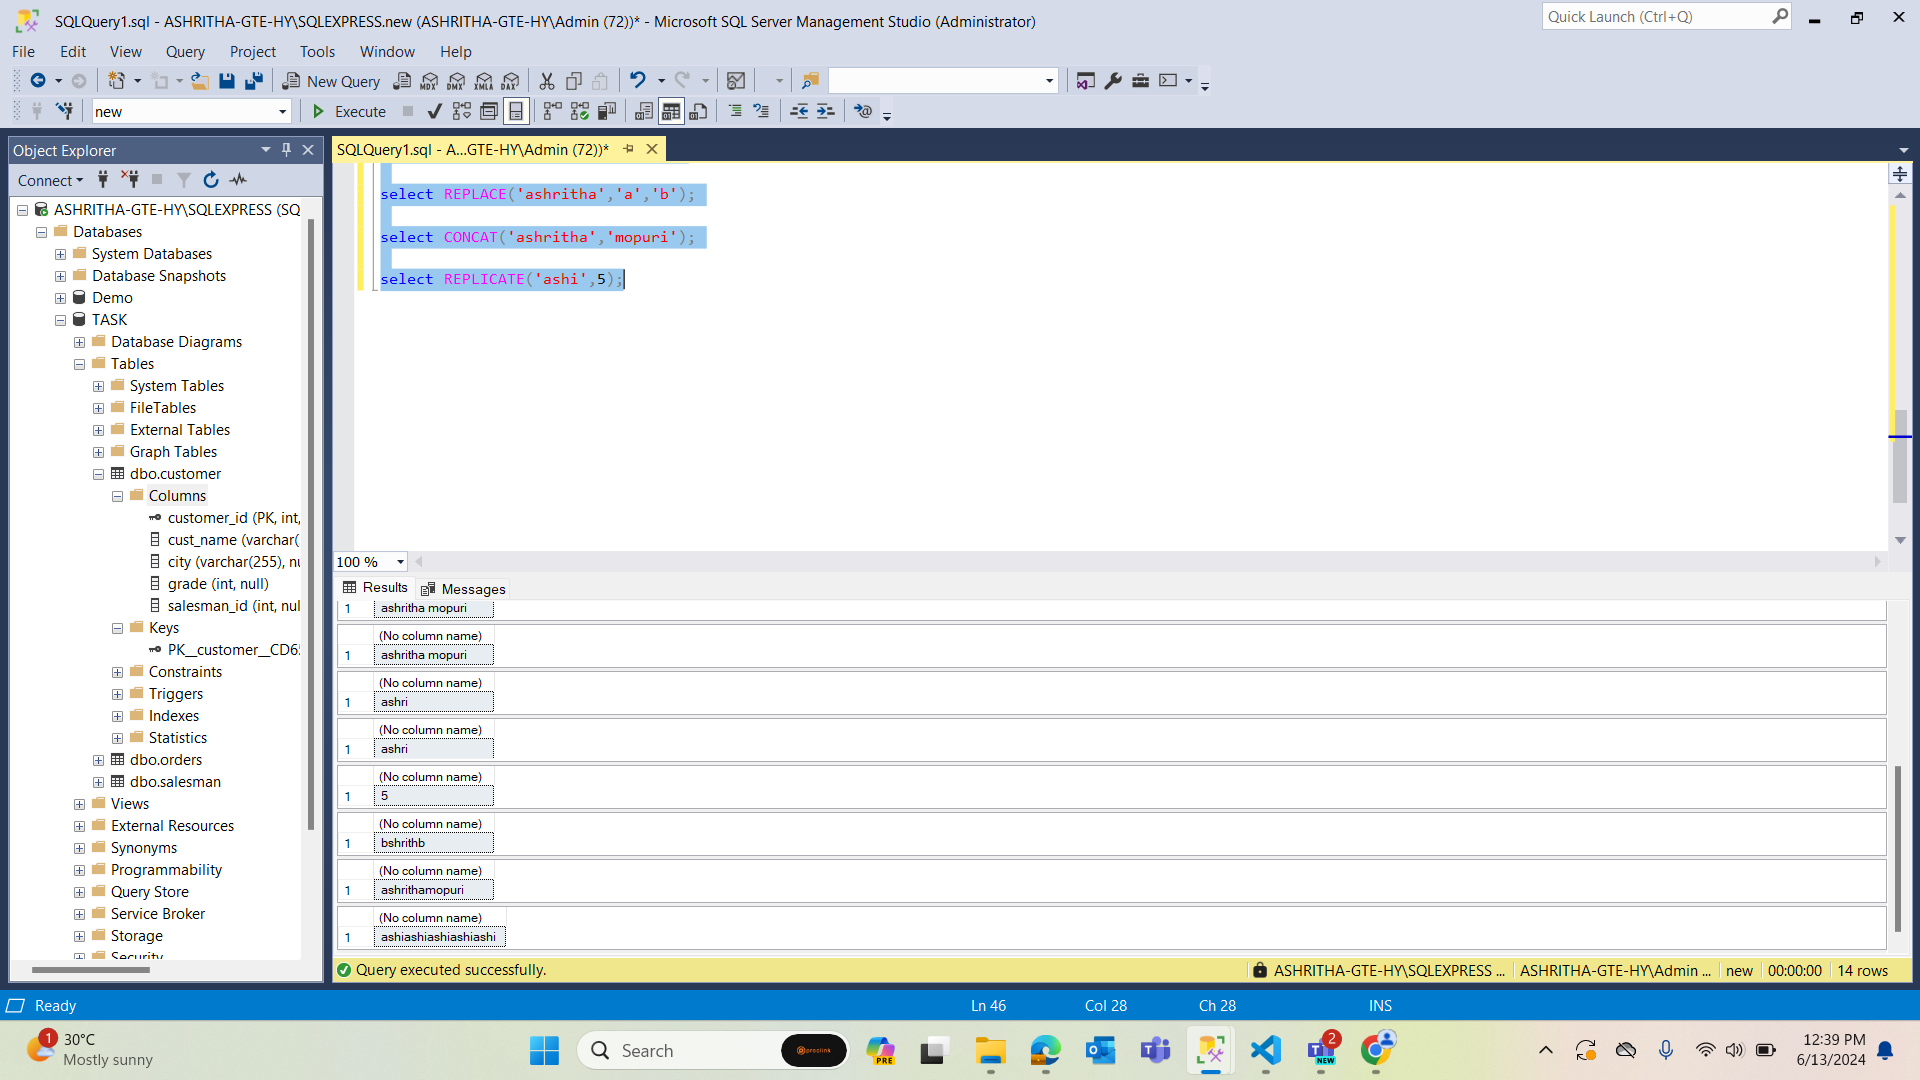 SQLQuery1.sql - ASHRITHA-GTE-HY\SQLEXPRESS.new (ASHRITHA-GTE-HY\Admin (72))* - Microsoft SQL Server Management Studio (Administrator)
Quick Launch (Ctrl+Q)
File Edit View Query Project Tools Window Help
New Query
MDX DMX XMLA DAX
new
Execute
Object Explorer
SQLQuery1.sql - A...GTE-HY\Admin (72))*
Connect
ASHRITHA-GTE-HY\SQLEXPRESS (SQ
Databases
System Databases
Database Snapshots
Demo
TASK
Database Diagrams
Tables
System Tables
FileTables
External Tables
Graph Tables
dbo.customer
Columns
customer_id (PK, int,
cust_name (varchar(
city (varchar(255), nu
grade (int, null)
salesman_id (int, nul
Keys
PK__customer__CD65
Constraints
Triggers
Indexes
Statistics
dbo.orders
dbo.salesman
Views
External Resources
Synonyms
Programmability
Query Store
Service Broker
Storage
Security
select REPLACE('ashritha','a','b');
select CONCAT('ashritha','mopuri');
select REPLICATE('ashi',5);
100 %
Results Messages
1 ashritha mopuri
(No column name)
1 ashritha mopuri
(No column name)
1 ashri
(No column name)
1 ashri
(No column name)
1 5
(No column name)
1 bshrithb
(No column name)
1 ashrithamopuri
(No column name)
1 ashiashiashiashiashi
Query executed successfully.
ASHRITHA-GTE-HY\SQLEXPRESS ... ASHRITHA-GTE-HY\Admin ... new 00:00:00 14 rows
Ready
Ln 46 Col 28 Ch 28 INS
1
30°C
Mostly sunny
Search
prolink
PRE
2
NEW
12:39 PM
6/13/2024